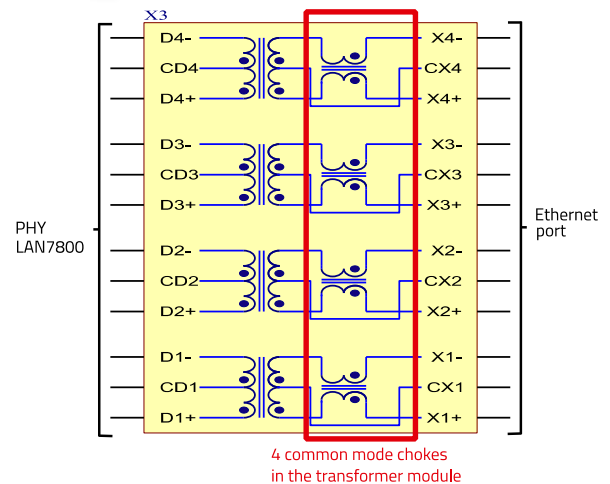 X3
D4- X4-
CD4 CX4
D4+ X4+
D3- X3-
CD3 CX3
D3+ X3+
PHY
LAN7800
Ethernet
port
D2- X2-
CD2 CX2
D2+ X2+
D1- X1-
CD1 CX1
D1+ X1+
4 common mode chokes
in the transformer module